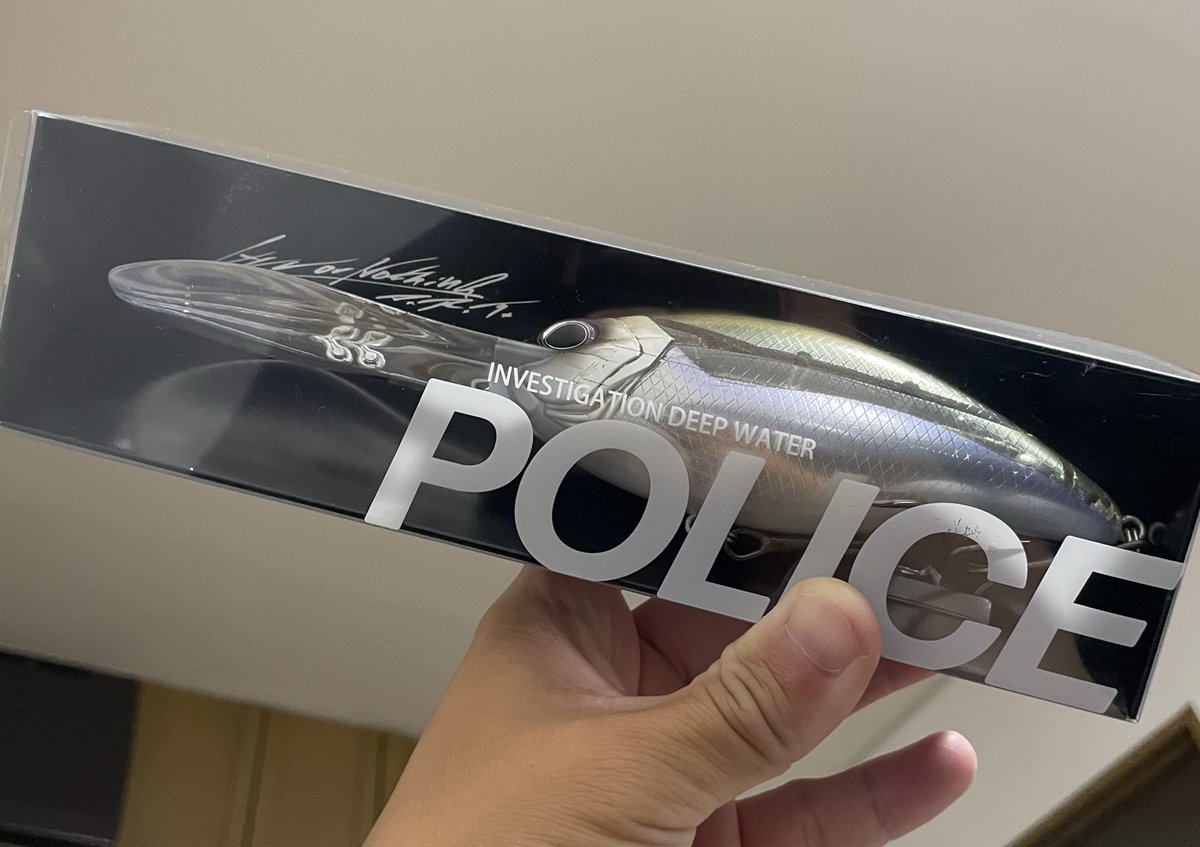 INVESTIGATION DEEP WATER
POLICE